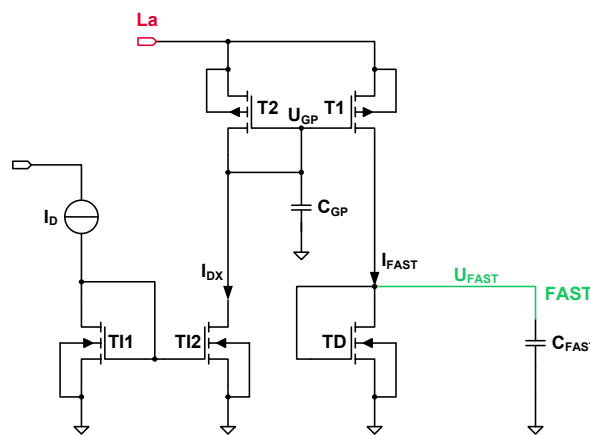 La
T2
T1
UGP
CGP
ID
IDX
IFAST
UFAST
FAST
TI1
TI2
TD
CFAST